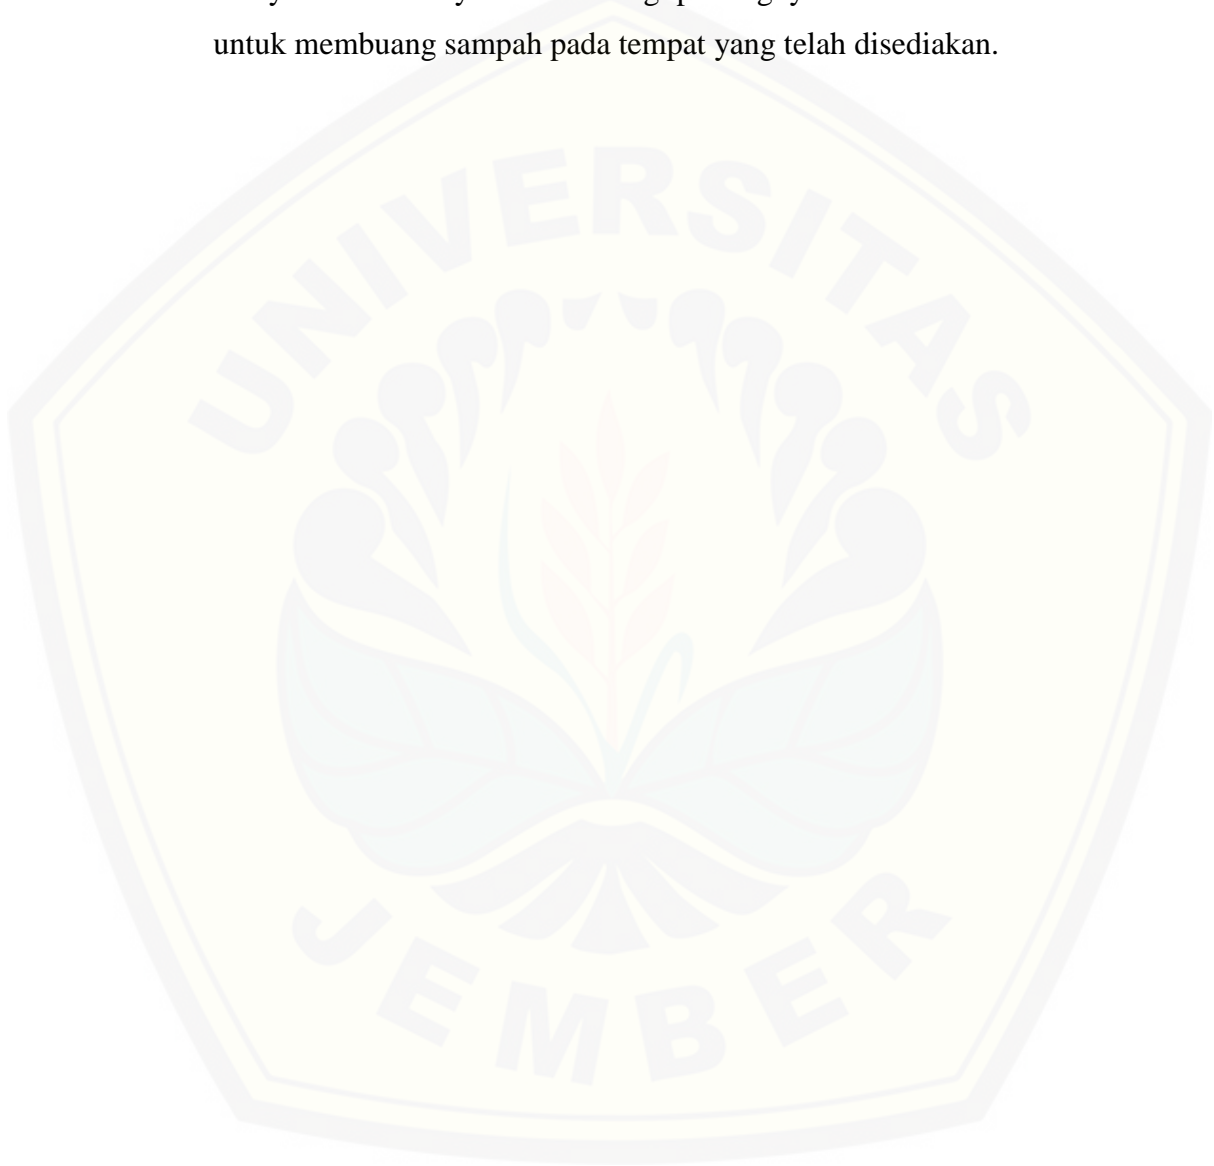 untuk membuang sampah pada tempat yang telah disediakan.
UNIVERSITAS
JEMBER